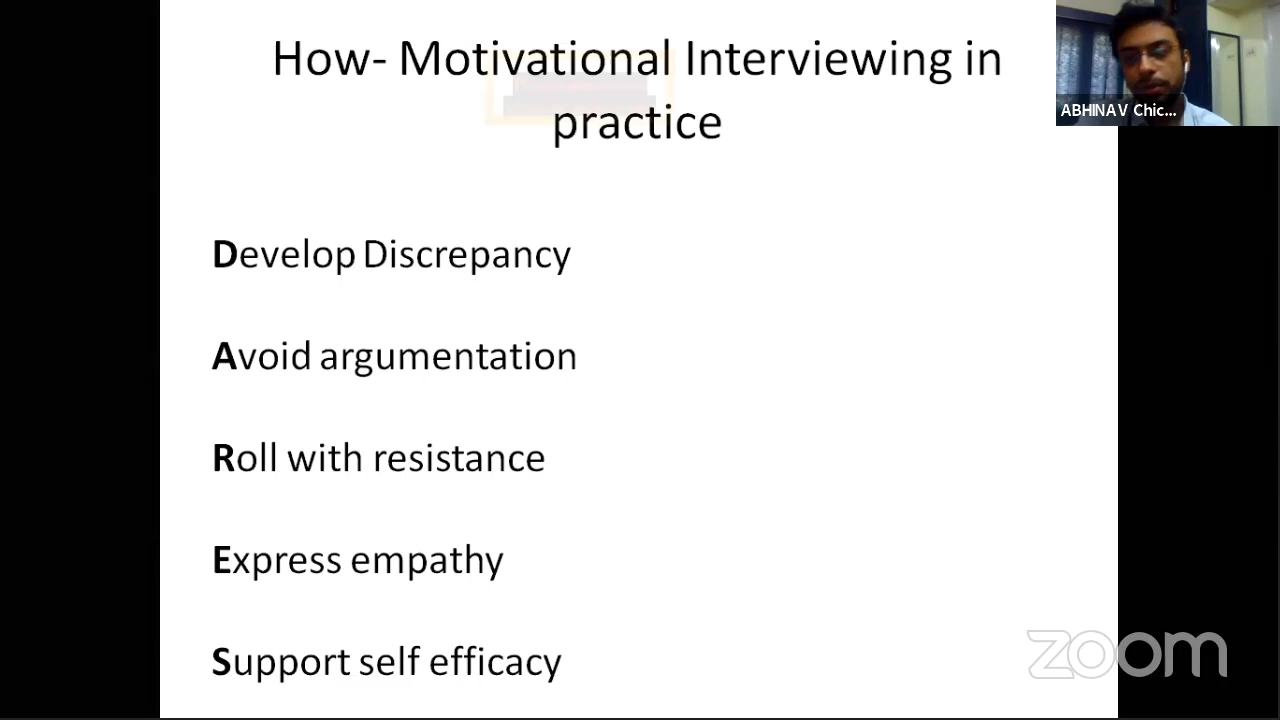 How- Motivational Interviewing in
practice
ABHINAV Chic...
Develop Discrepancy
Avoid argumentation
Roll with resistance
Express empathy
Support self efficacy
zoom